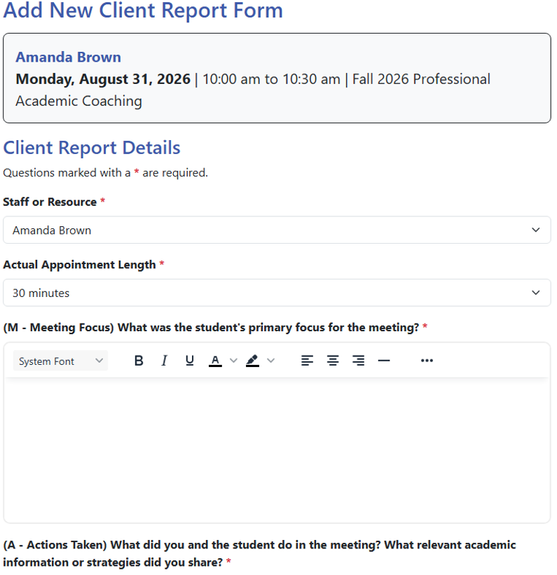 Add New Client Report Form
Amanda Brown
Monday, August 31, 2026 | 10:00 am to 10:30 am | Fall 2026 Professional
Academic Coaching
Client Report Details
Questions marked with a * are required.
Staff or Resource *
Amanda Brown
Actual Appointment Length *
30 minutes
(M - Meeting Focus) What was the student's primary focus for the meeting? *
System Font B I U A
(A - Actions Taken) What did you and the student do in the meeting? What relevant academic
information or strategies did you share? *